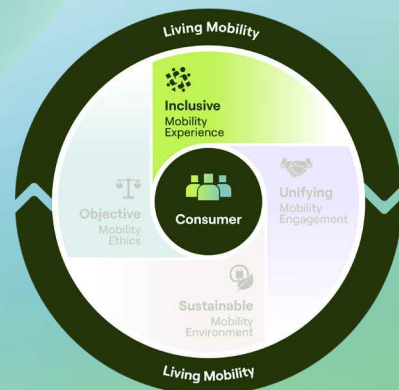 Living Mobility
Inclusive
Mobility
Experience
Unifying
Mobility
Engagement
Objective
Mobility
Ethics
Consumer
Sustainable
Mobility
Environment
Living Mobility